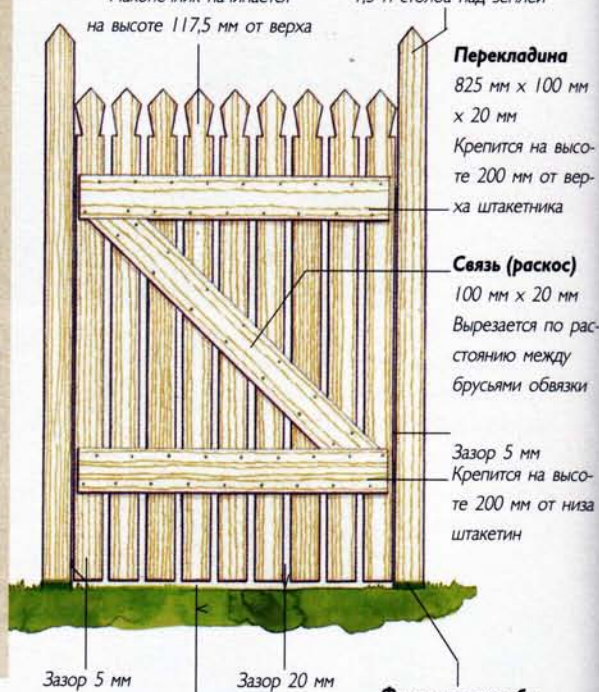 на высоте 117,5 мм от верха
Перекладина
825 мм x 100 мм
x 20 мм
Крепится на высо-
те 200 мм от вер-
ха штакетника
Связь (раскос)
100 мм x 20 мм
Вырезается по рас-
стоянию между
брусьями обвязки
Зазор 5 мм
Крепится на высо-
те 200 мм от низа
штакетин
Зазор 5 мм
Зазор 20 мм